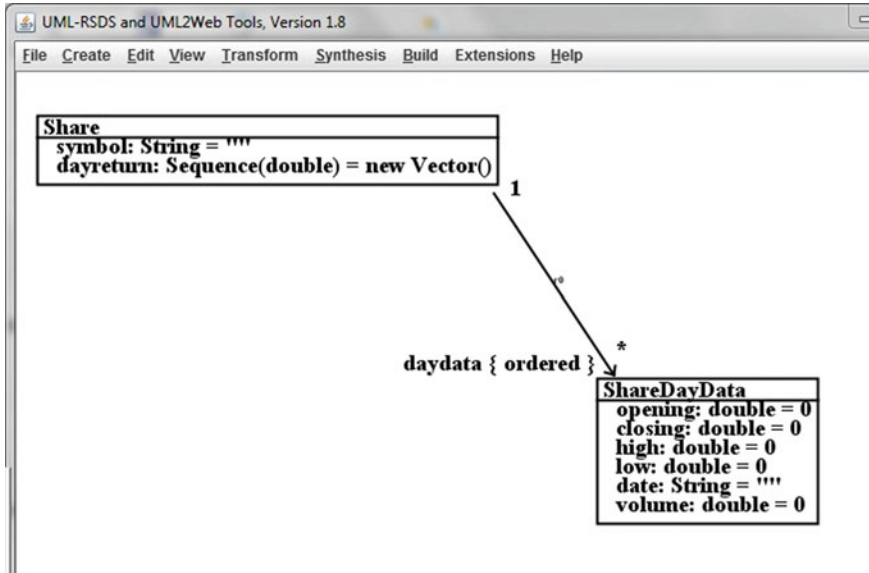 UML-RSDS and UML2Web Tools, Version 1.8
File Create Edit View Transform Synthesis Build Extensions Help
Share
symbol: String = ""
dayreturn: Sequence(double) = new Vector()
1
*
daydata { ordered }
ShareDayData
opening: double = 0
closing: double = 0
high: double = 0
low: double = 0
date: String = ""
volume: double = 0